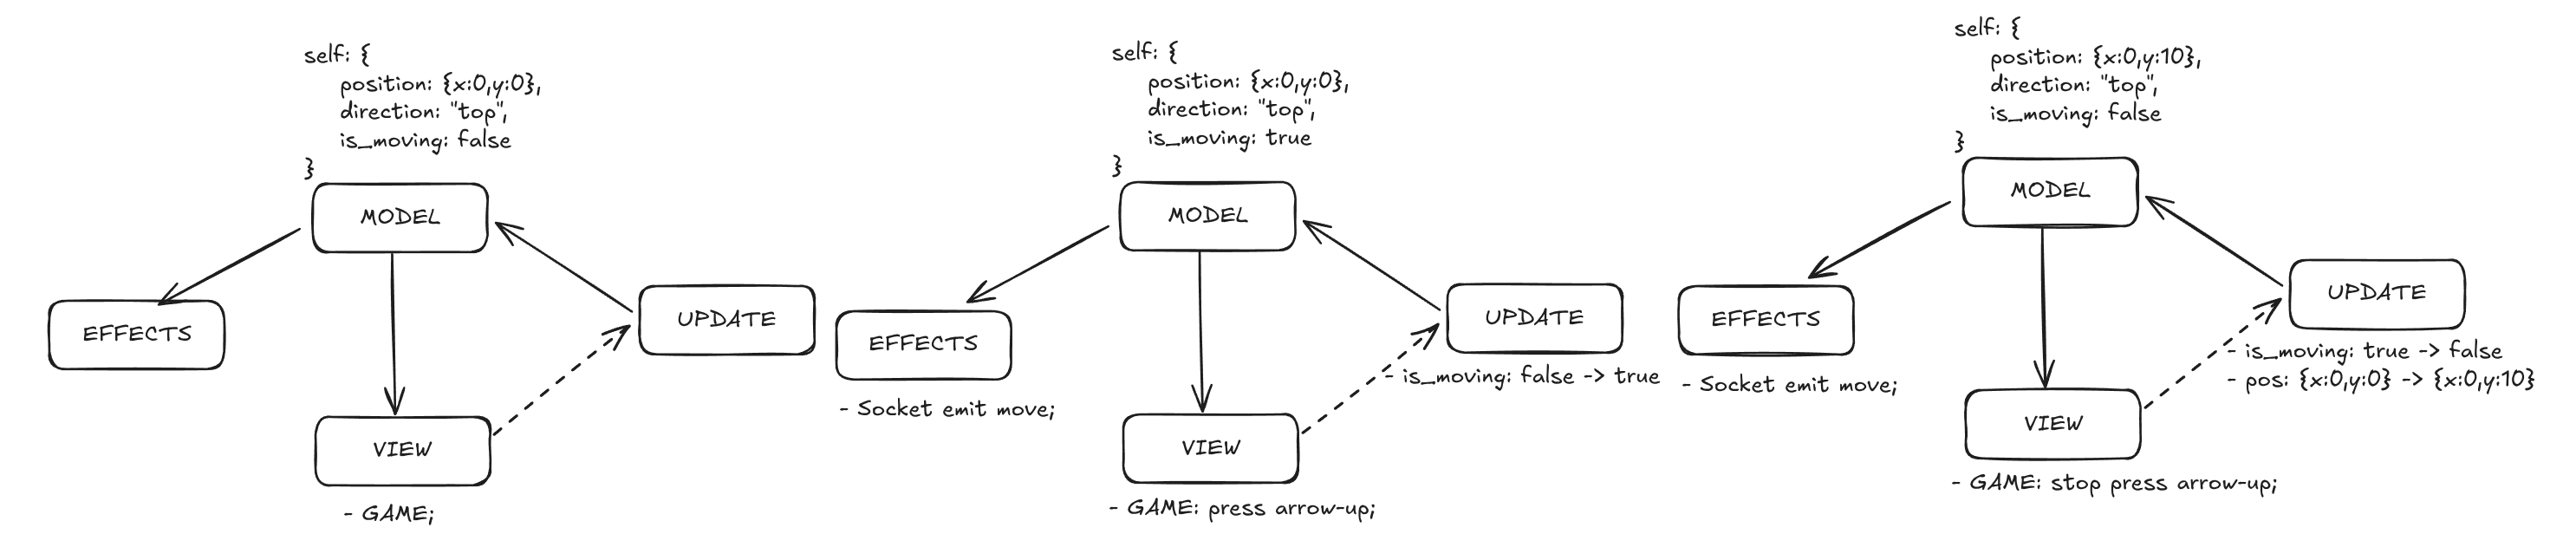 self: {
position: {x:0,y:0},
direction: "top",
is_moving: false
}
MODEL
EFFECTS
UPDATE
VIEW
- GAME;
self: {
position: {x:0,y:0},
direction: "top",
is_moving: true
}
MODEL
EFFECTS
- Socket emit move;
UPDATE
- is_moving: false -> true
VIEW
- GAME: press arrow-up;
self: {
position: {x:0,y:10},
direction: "top",
is_moving: false
}
MODEL
EFFECTS
- Socket emit move;
UPDATE
- is_moving: true -> false
- pos: {x:0,y:0} -> {x:0,y:10}
VIEW
- GAME: stop press arrow-up;